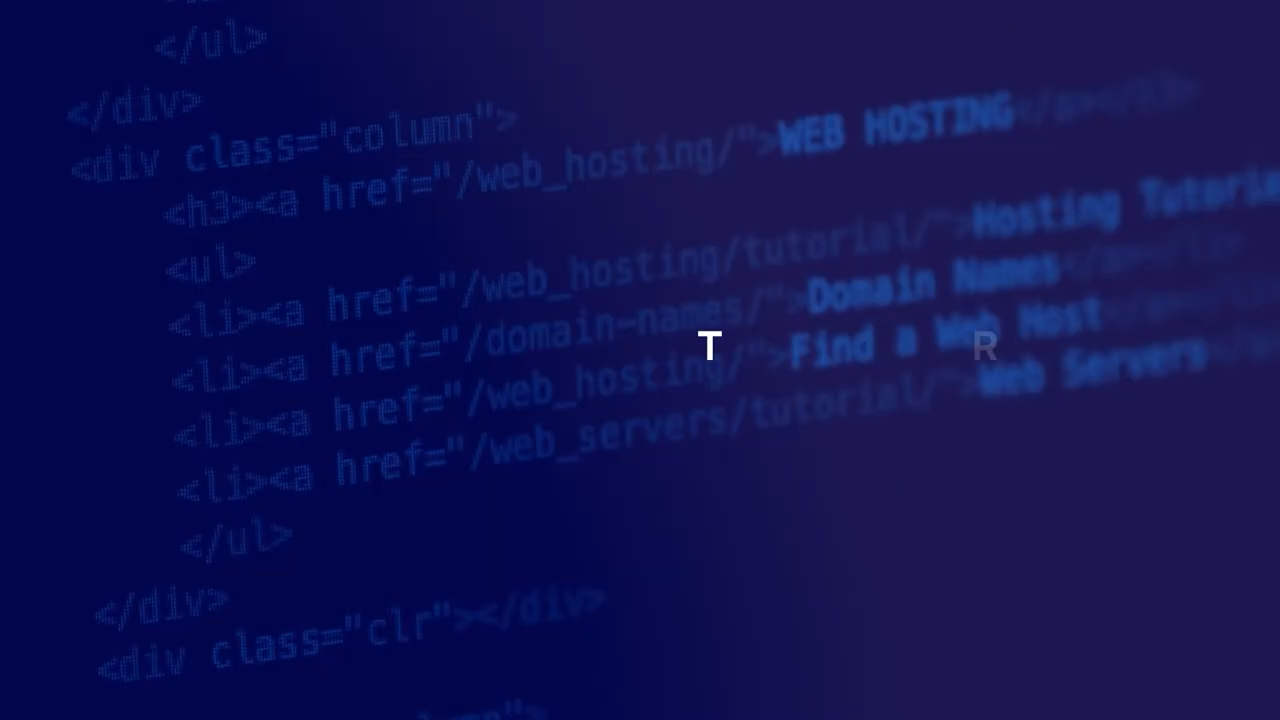 </ul>
</div>
<div class="column">
<h3><a href="/web_hosting/">WEB HOSTING</a></h3>
<ul>
<li><a href="/web_hosting/tutorial/">Hosting
<li><a href="/domain-names/">Domain Names</a></li>
<li><a href="/web_hosting/">Find a Web Host</a></li>
<li><a href="/web_servers/tutorial/">Web Servers
</ul>
</div>
<div class="clr"></div>
T R